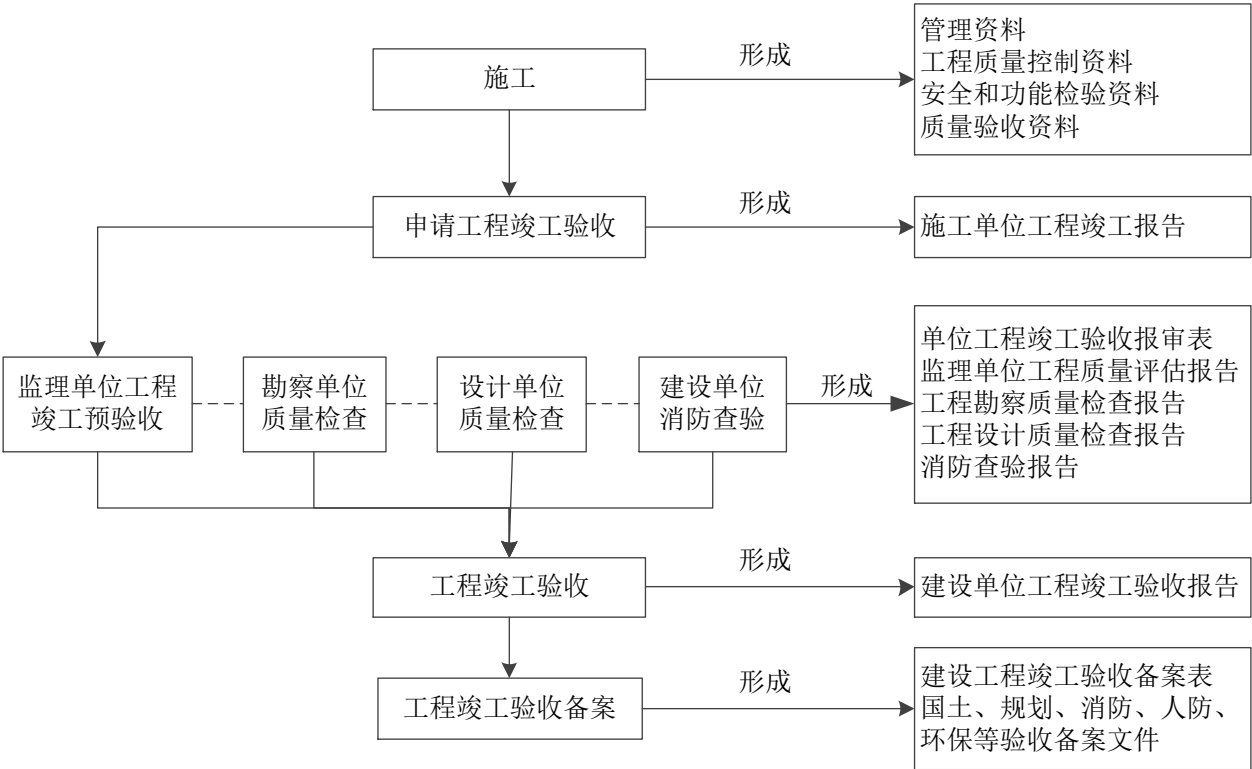 施工
形成
管理资料
工程质量控制资料
安全和功能检验资料
质量验收资料
申请工程竣工验收
形成
施工单位工程竣工报告
监理单位工程
竣工预验收
勘察单位
质量检查
设计单位
质量检查
建设单位
消防查验
形成
单位工程竣工验收报审表
监理单位工程质量评估报告
工程勘察质量检查报告
工程设计质量检查报告
消防查验报告
工程竣工验收
形成
建设单位工程竣工验收报告
工程竣工验收备案
形成
建设工程竣工验收备案表
国土、规划、消防、人防、
环保等验收备案文件